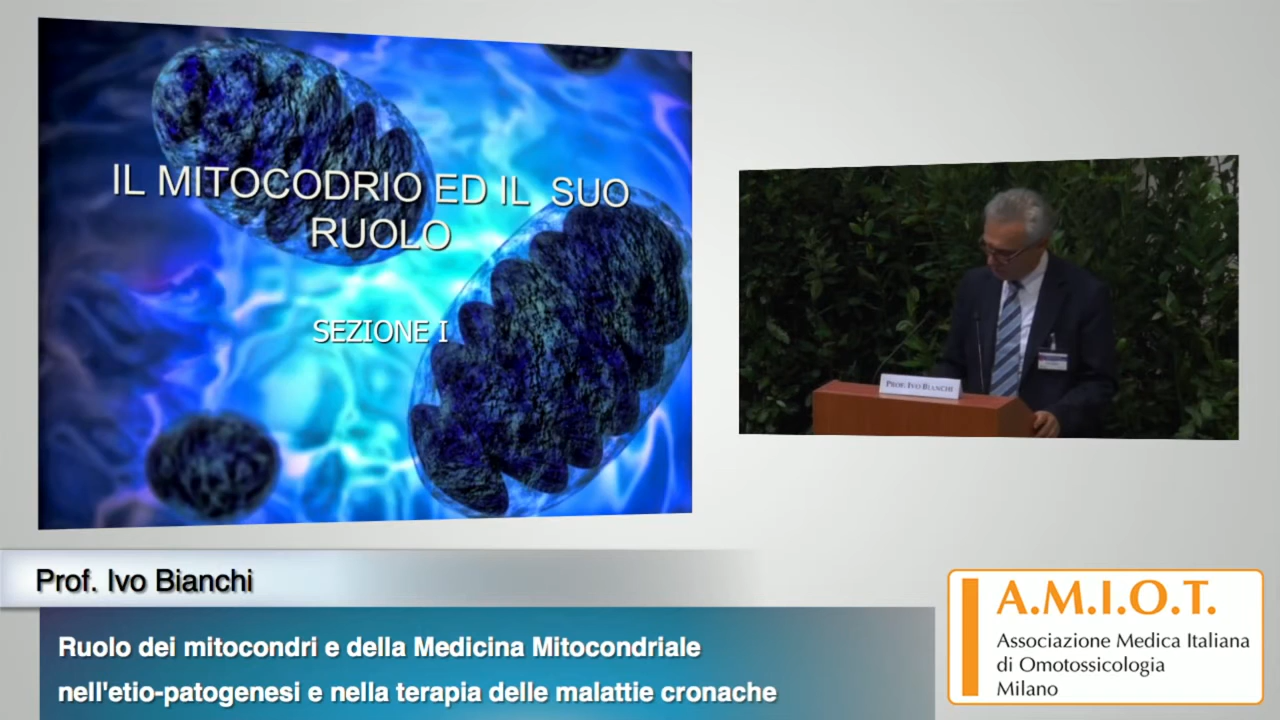 IL MITOCODRIO ED IL SUO
RUOLO
SEZIONE I
PROF. IVO BIANCHI
Prof. Ivo Bianchi
Ruolo dei mitocondri e della Medicina Mitocondriale
nell'etio-patogenesi e nella terapia delle malattie cronache
A.M.I.O.T.
Associazione Medica Italiana
di Omotossicologia
Milano